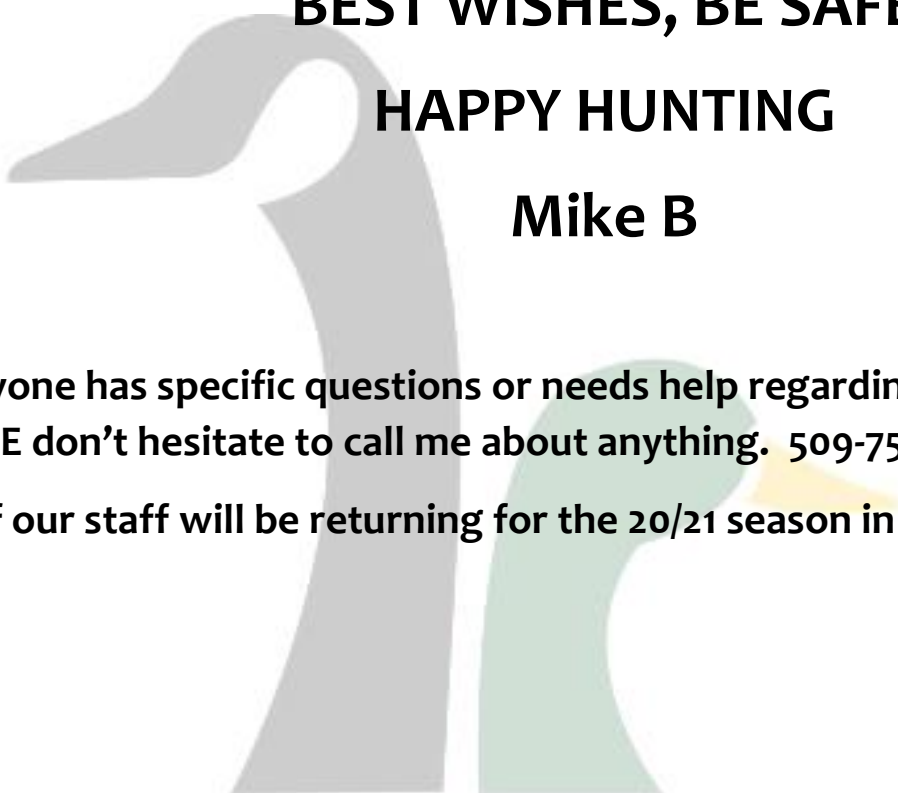 BEST WISHES, BE SAFE
HAPPY HUNTING
Mike B
yone has specific questions or needs help regardin
E don’t hesitate to call me about anything. 509-75
f our staff will be returning for the 20/21 season in